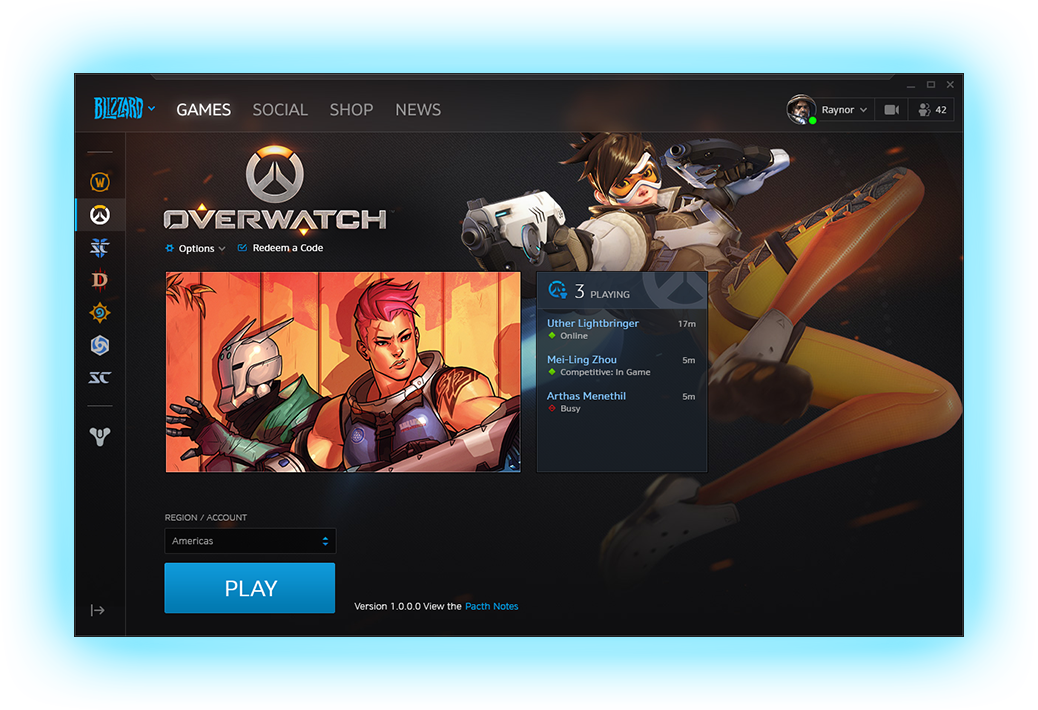 BLIZZARD
GAMES SOCIAL SHOP NEWS
Raynor
42
W
OVERWATCH
Options
Redeem a Code
SC
D
SC
3 PLAYING
Uther Lightbringer 17m
Online
Mei-Ling Zhou 5m
Competitive: In Game
Arthas Menethil 5m
Busy
REGION / ACCOUNT
Americas
PLAY
Version 1.0.0.0 View the Pacth Notes